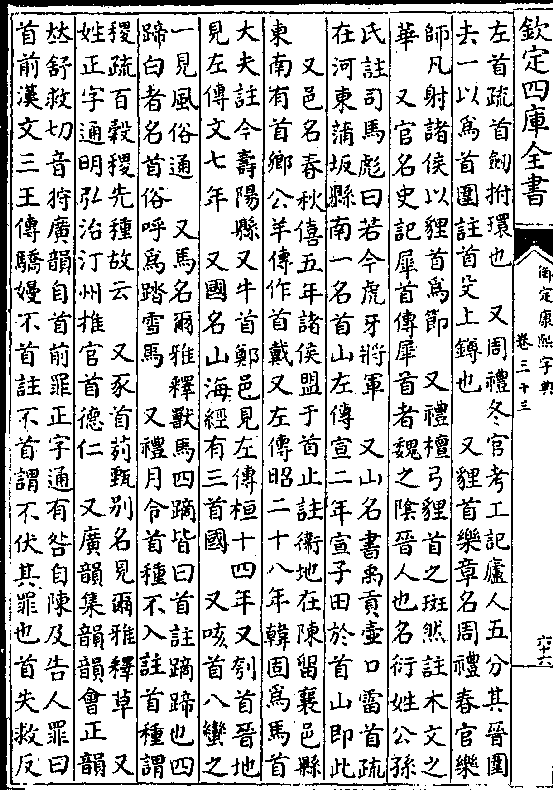 欽定四庫全書
御定康熙字典
卷三十三
六十六
左首疏首劒拊環也　又周禮冬官考工記廬人五分其晉圍
去一以爲首圍註首殳上鐏也　又貍首樂章名周禮春官樂
師凡射諸侯以貍首爲節　又禮檀弓貍首之斑然註木文之
華　又官名史記犀首傳犀首者魏之陰晉人也名衍姓公孫
氏註司馬彪曰若今虎牙將軍　又山名書禹貢壺口雷首疏
在河東蒲坂縣南一名首山左傳宣二年宣子田於首山即此
　又邑名春秋僖五年諸侯盟于首止註衞地在陳留襄邑縣
東南有首鄉公羊傳作首戴又左傳昭二十八年韓固爲馬首
大夫註今壽陽縣又牛首鄭邑見左傳桓十四年又刳首晉地
見左傳文七年　又國名山海經有三首國　又咳首八蠻之
一見風俗通　又馬名爾雅釋獸馬四蹢皆白首註蹢蹄也四
蹄白者名首俗呼爲踏雪馬　又禮月令首種不入註首種謂
稷疏百穀稷先種故云　又豕首䓶甄别名見爾雅釋草　又
姓正字通明弘治汀州推官首德仁　又廣韻集韻韻會正韻
𠀤舒救切音狩廣韻自首前罪正字通有咎自陳及告人罪曰
首前漢文三王傳驕嫚不首註不首謂不伏其罪也首失救反